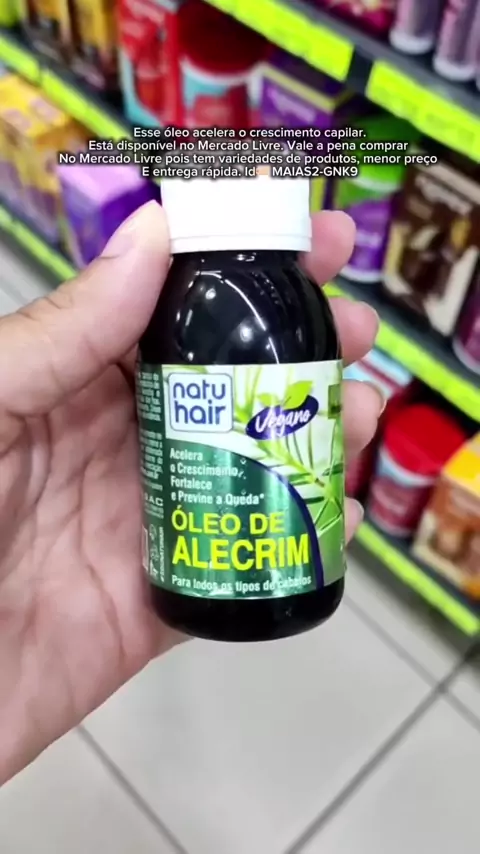 Esse óleo acelera o crescimento capilar.
Está disponível no Mercado Livre. Vale a pena comprar
No Mercado Livre pois tem variedades de produtos, menor preço
E entrega rápida. Id MAIAS2-GNK9
natu
hair
Vegano
Acelera
o Crescimento,
Fortalece
e Previne a Queda*
ÓLEO DE
ALECRIM
Para todos os tipos de cabelos